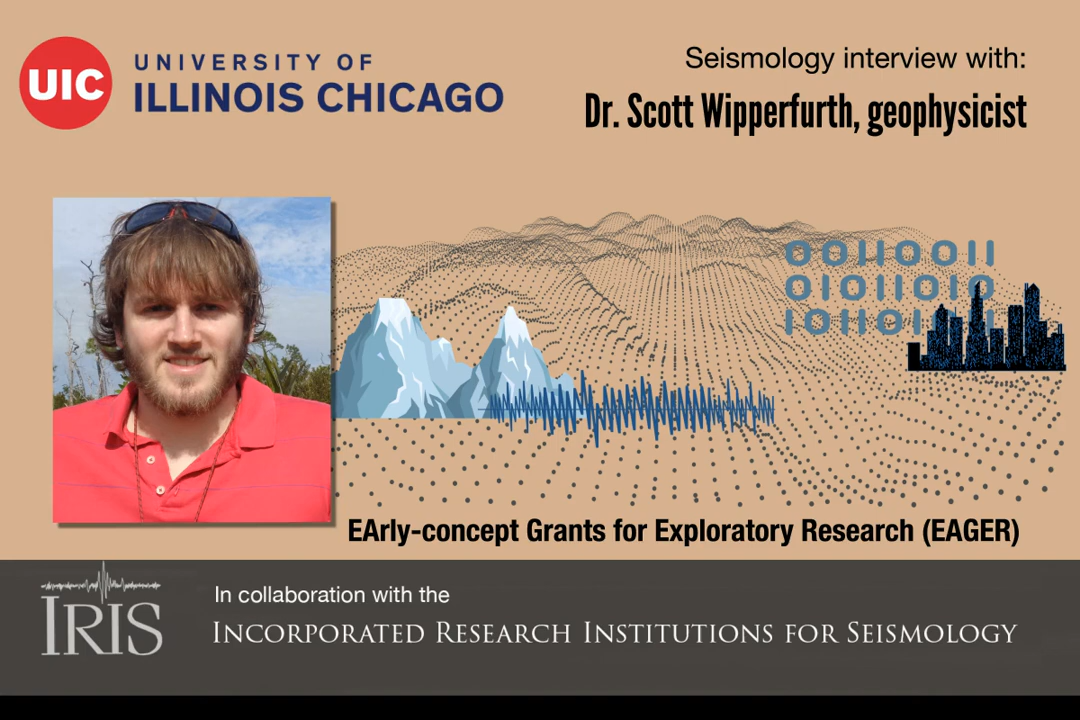 UIC
UNIVERSITY OF
ILLINOIS CHICAGO
Seismology interview with:
Dr. Scott Wipperfurth, geophysicist
00110011
01011010
101101
EArly-concept Grants for Exploratory Research (EAGER)
IRIS
In collaboration with the
INCORPORATED RESEARCH INSTITUTIONS FOR SEISMOLOGY